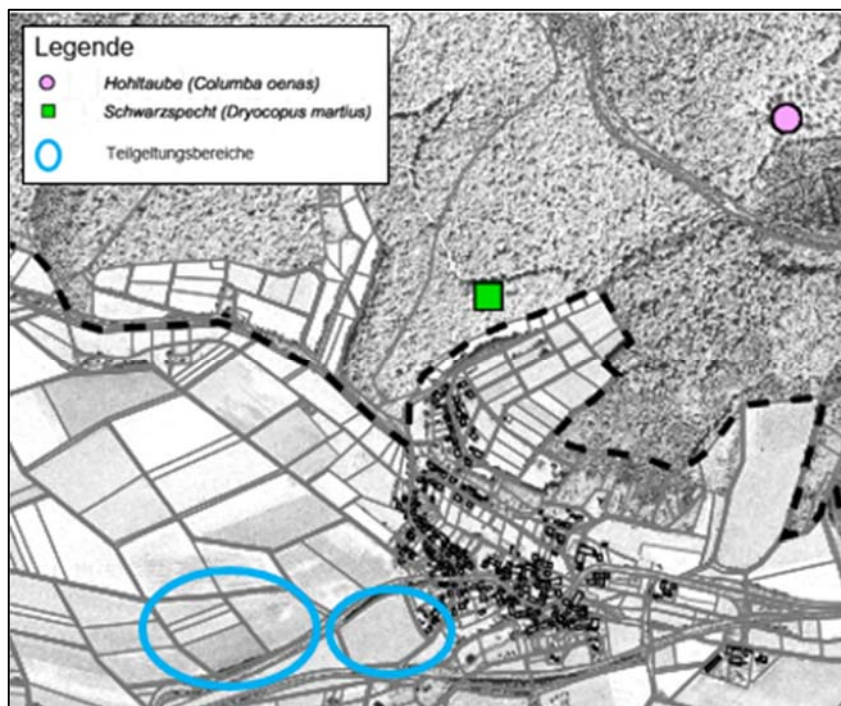 Legende
Hohltaube (Columba oenas)
Schwarzspecht (Dryocopus martius)
Teilgeltungsbereiche